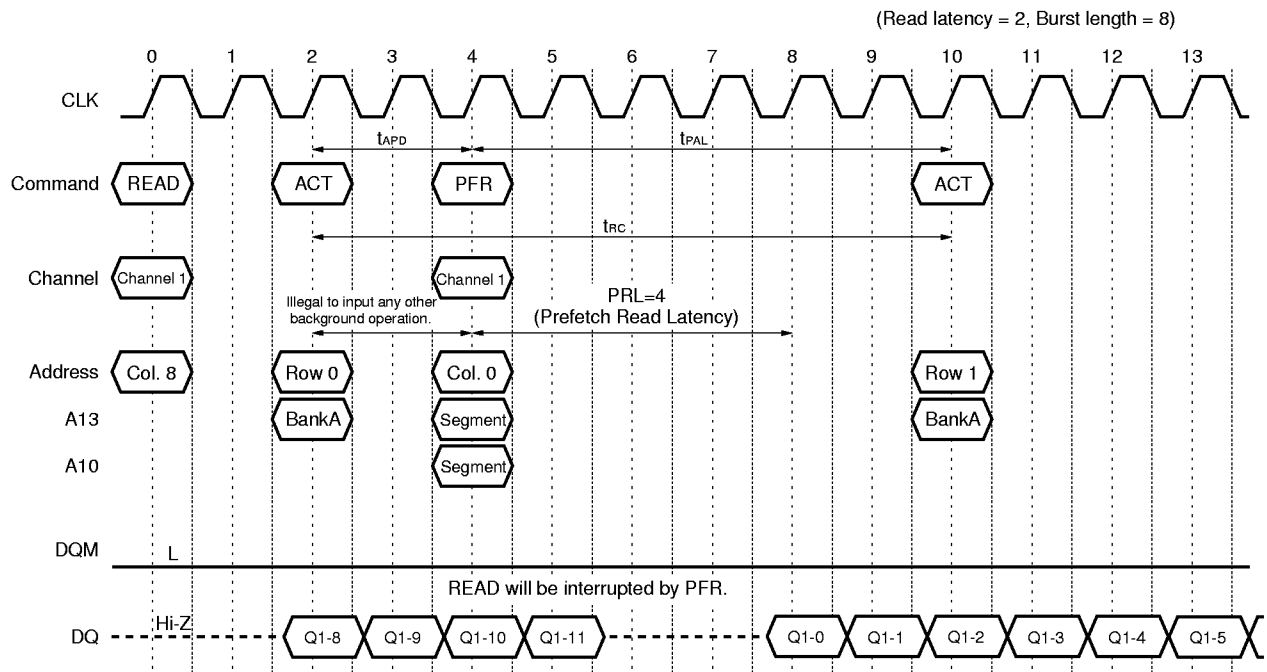 (Read latency = 2, Burst length = 8)
0 1 2 3 4 5 6 7 8 9 10 11 12 13
CLK
tAPD tPAL
Command READ ACT PFR ACT
tRC
Channel Channel 1 Channel 1
Illegal to input any other
background operation.
PRL=4
(Prefetch Read Latency)
Address Col. 8 Row 0 Col. 0 Row 1
A13 BankA Segment BankA
A10 Segment
DQM L
READ will be interrupted by PFR.
DQ Hi-Z Q1-8 Q1-9 Q1-10 Q1-11 Q1-0 Q1-1 Q1-2 Q1-3 Q1-4 Q1-5